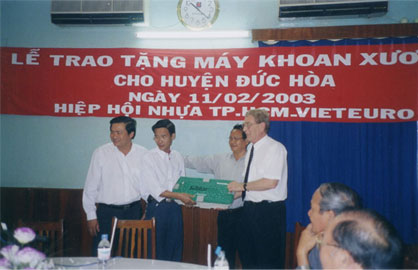 LỄ TRAO TẶNG MÁY KHOAN XƯƠ
CHO HUYỆN ĐỨC HÒA
NGÀY 11/02/2003
HIỆP HỘI NHỰA TP.HCM-VIETEURO